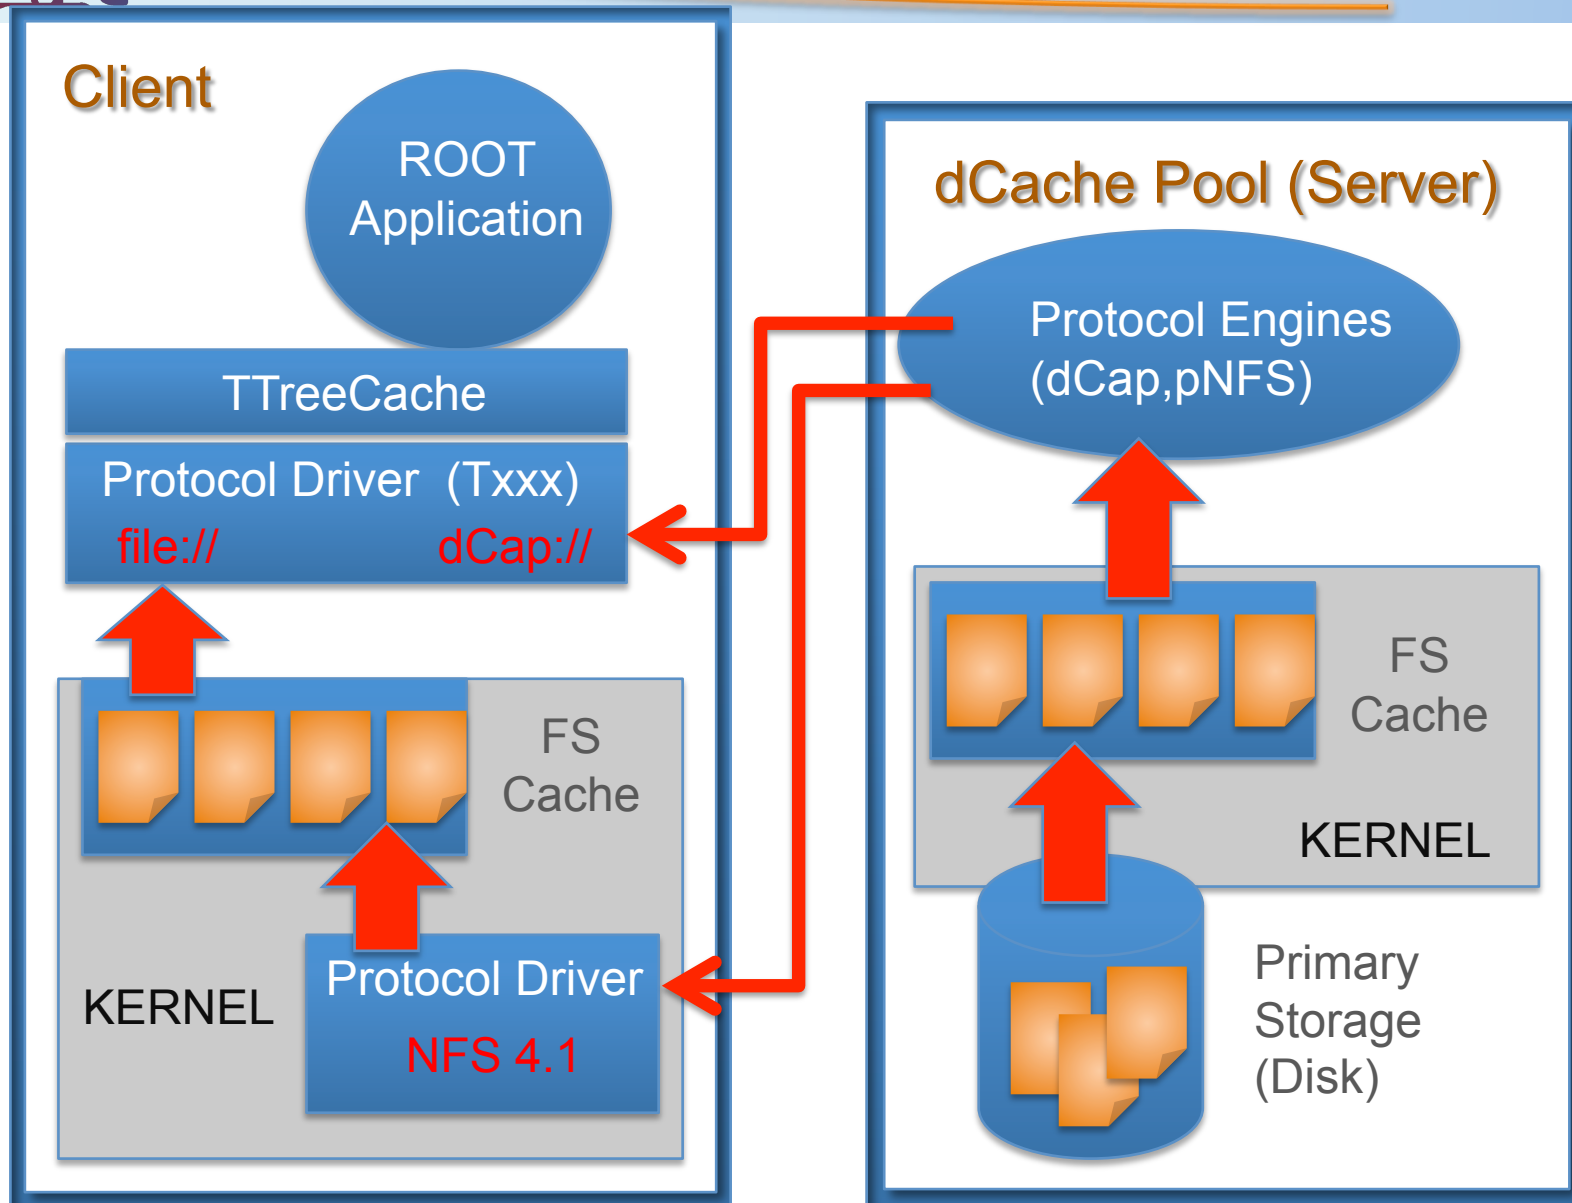 Client
ROOT
Application
TTreeCache
Protocol Driver (Txxx)
file:// dCap://
FS
Cache
KERNEL
Protocol Driver
NFS 4.1
dCache Pool (Server)
Protocol Engines
(dCap,pNFS)
FS
Cache
KERNEL
Primary
Storage
(Disk)